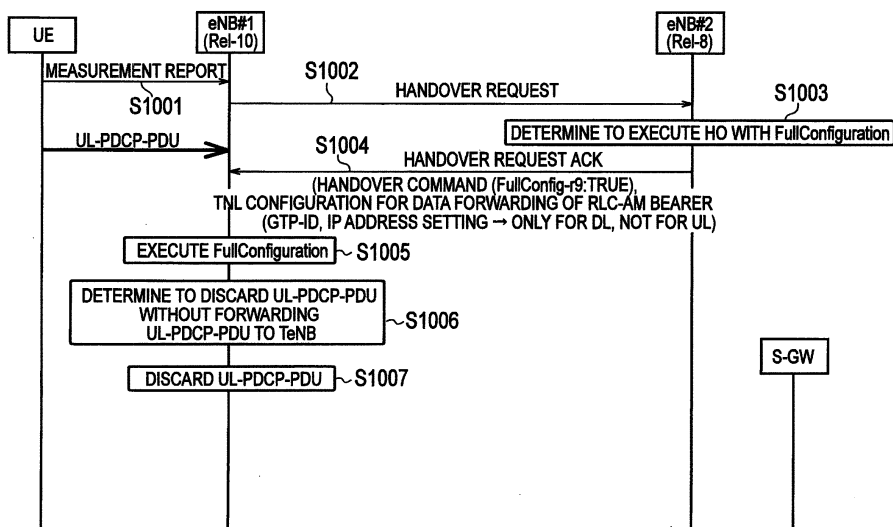 UE
eNB#1
(Rel-10)
eNB#2
(Rel-8)
MEASUREMENT REPORT
S1001
S1002
HANDOVER REQUEST
S1003
DETERMINE TO EXECUTE HO WITH FullConfiguration
UL-PDCP-PDU
S1004
HANDOVER REQUEST ACK
(HANDOVER COMMAND (FullConfig-r9:TRUE),
TNL CONFIGURATION FOR DATA FORWARDING OF RLC-AM BEARER
(GTP-ID, IP ADDRESS SETTING → ONLY FOR DL, NOT FOR UL)
EXECUTE FullConfiguration
S1005
DETERMINE TO DISCARD UL-PDCP-PDU
WITHOUT FORWARDING
UL-PDCP-PDU TO TeNB
S1006
S-GW
DISCARD UL-PDCP-PDU
S1007